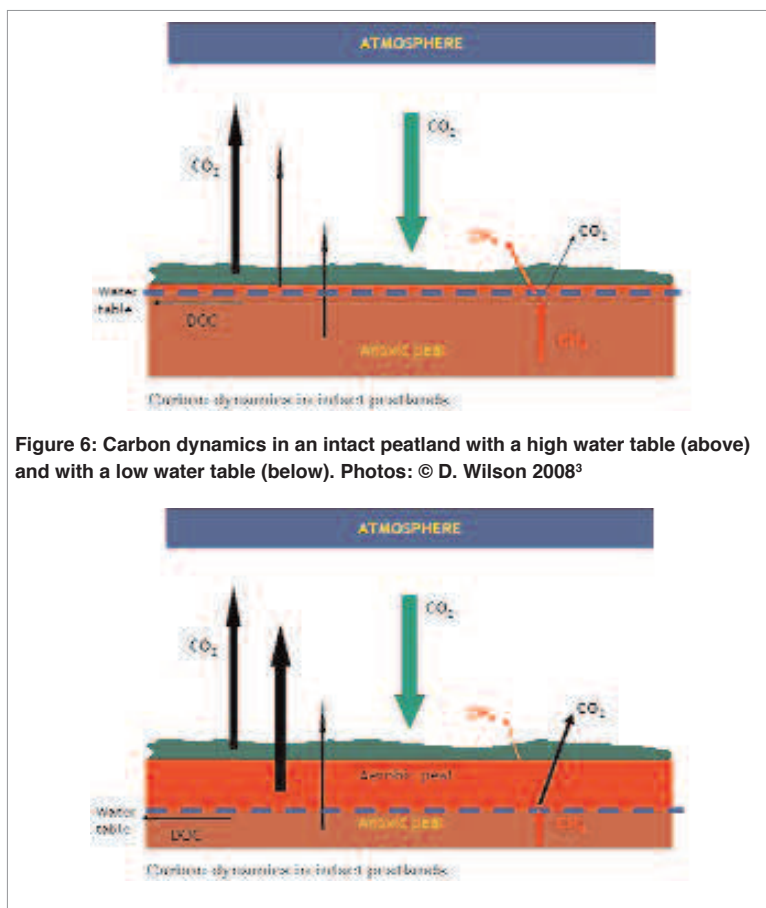 ATMOSPHERE
CO₂
CO₂
CO₂
Water
table
DOC
Anoxic peat
CH₄
Carbon dynamics in intact peatlands
Figure 6: Carbon dynamics in an intact peatland with a high water table (above)
and with a low water table (below). Photos: © D. Wilson 2008³
ATMOSPHERE
CO₂
CO₂
CO₂
Aerobic peat
Water
table
DOC
Anoxic peat
CH₄
Carbon dynamics in intact peatlands